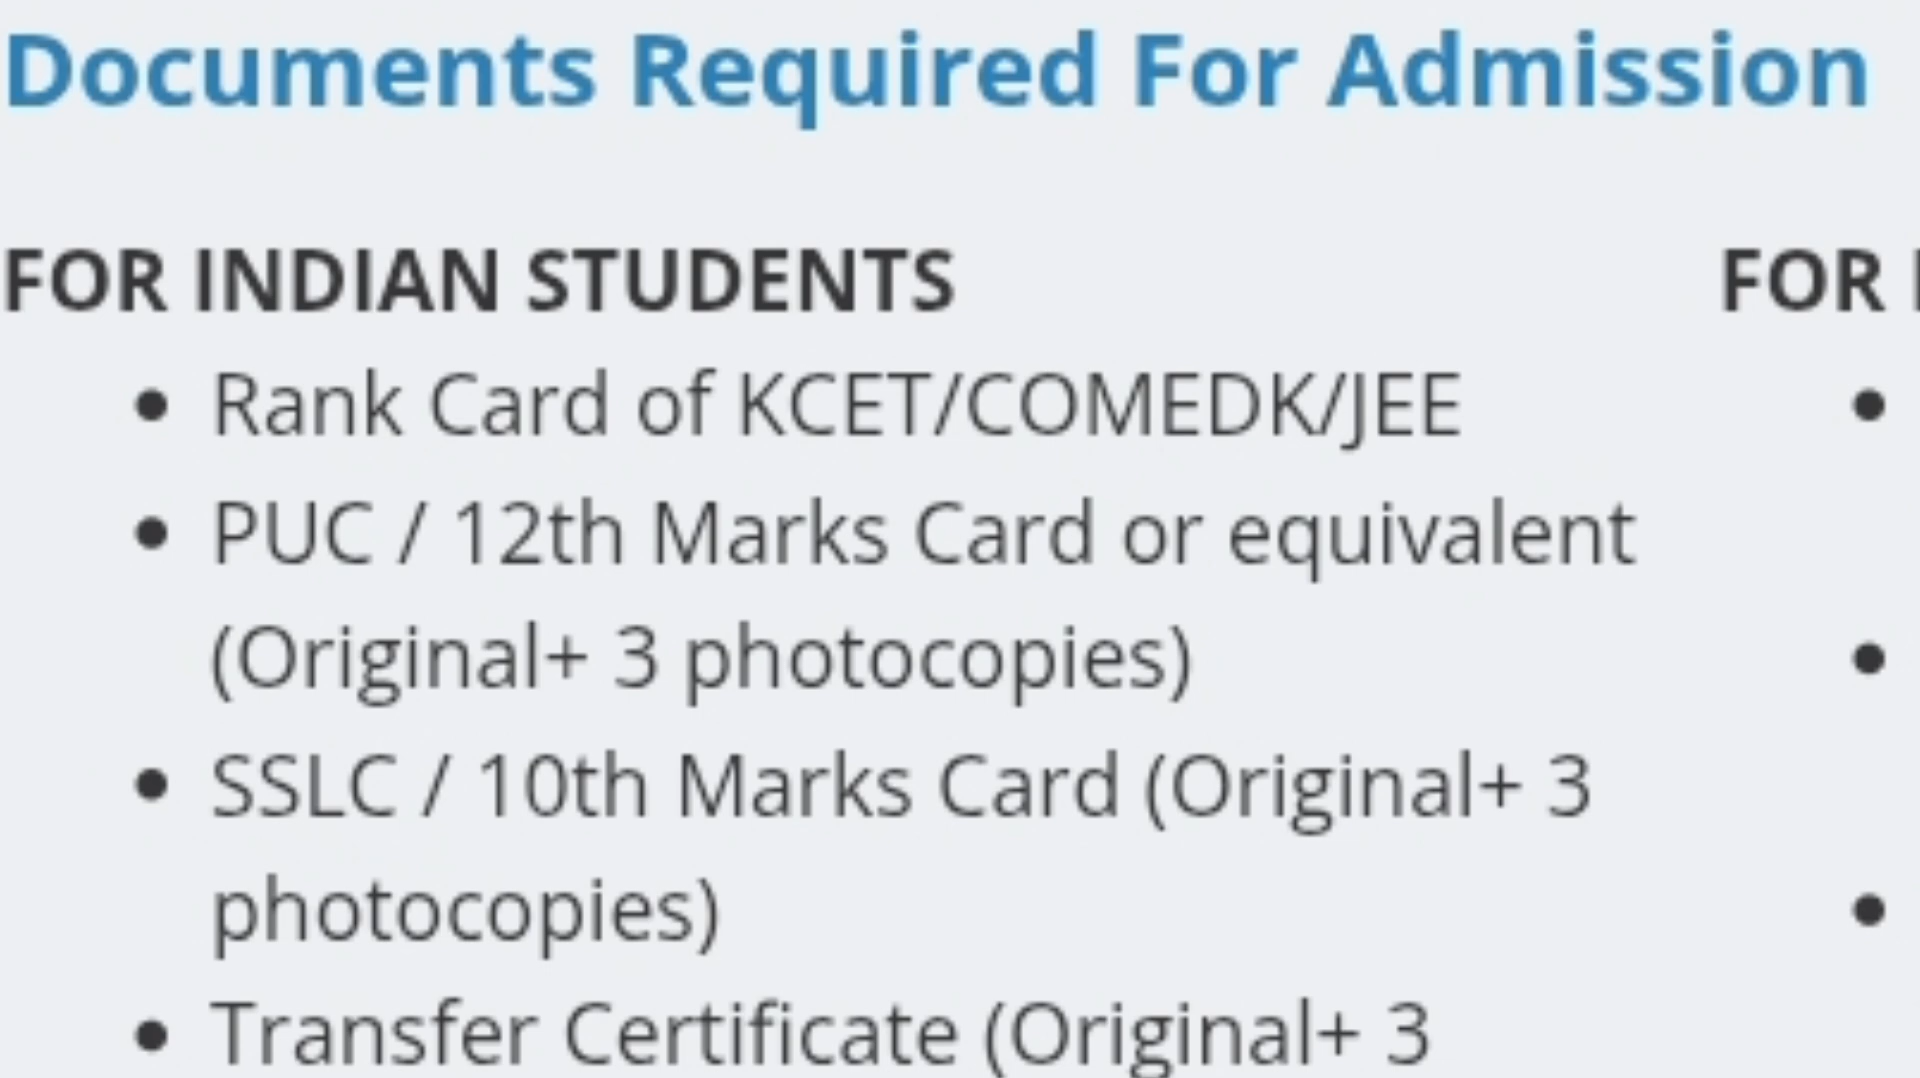 Documents Required For Admission
FOR INDIAN STUDENTS
FOR
• Rank Card of KCET/COMEDK/JEE
• PUC / 12th Marks Card or equivalent
(Original+ 3 photocopies)
• SSLC / 10th Marks Card (Original+ 3
photocopies)
• Transfer Certificate (Original+ 3